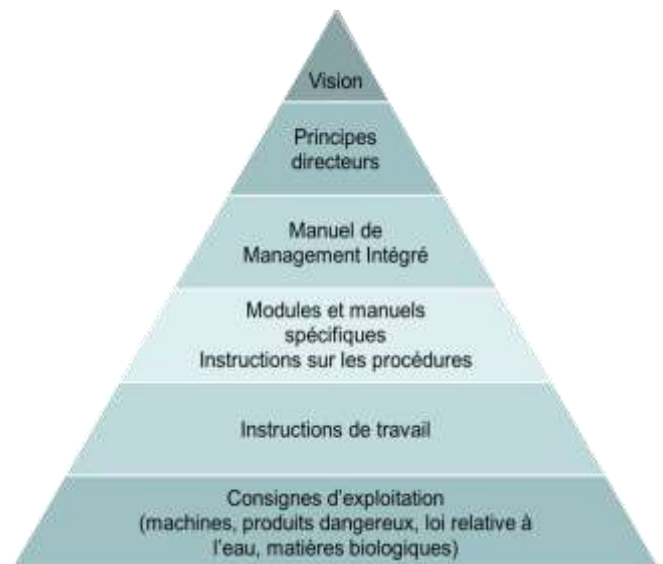 Vision
Principes
directeurs
Manuel de
Management Intégré
Modules et manuels
spécifiques
Instructions sur les procédures
Instructions de travail
Consignes d'exploitation
(machines, produits dangereux, loi relative à
l'eau, matières biologiques)